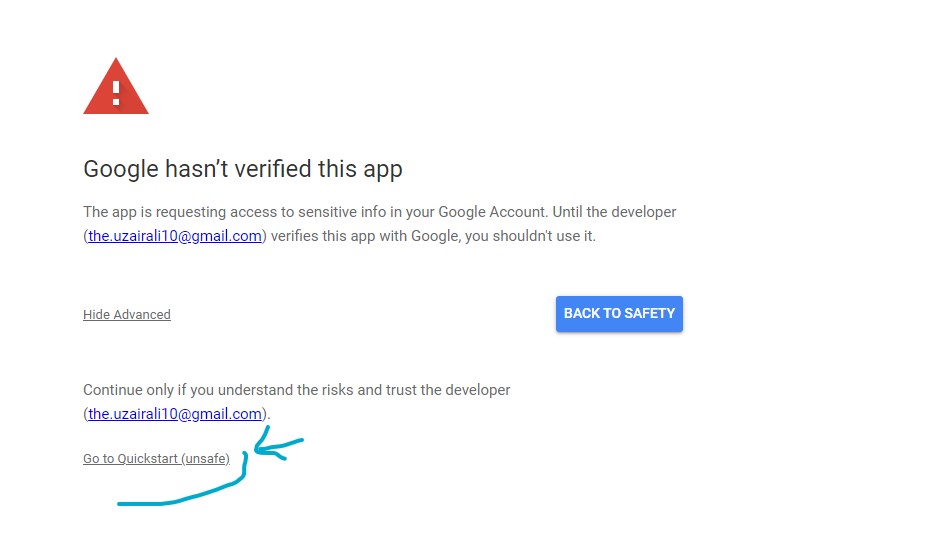 Google hasn’t verified this app
The app is requesting access to sensitive info in your Google Account. Until the developer
(the.uzairali10@gmail.com) verifies this app with Google, you shouldn't use it.
Hide Advanced
BACK TO SAFETY
Continue only if you understand the risks and trust the developer
(the.uzairali10@gmail.com).
Go to Quickstart (unsafe)